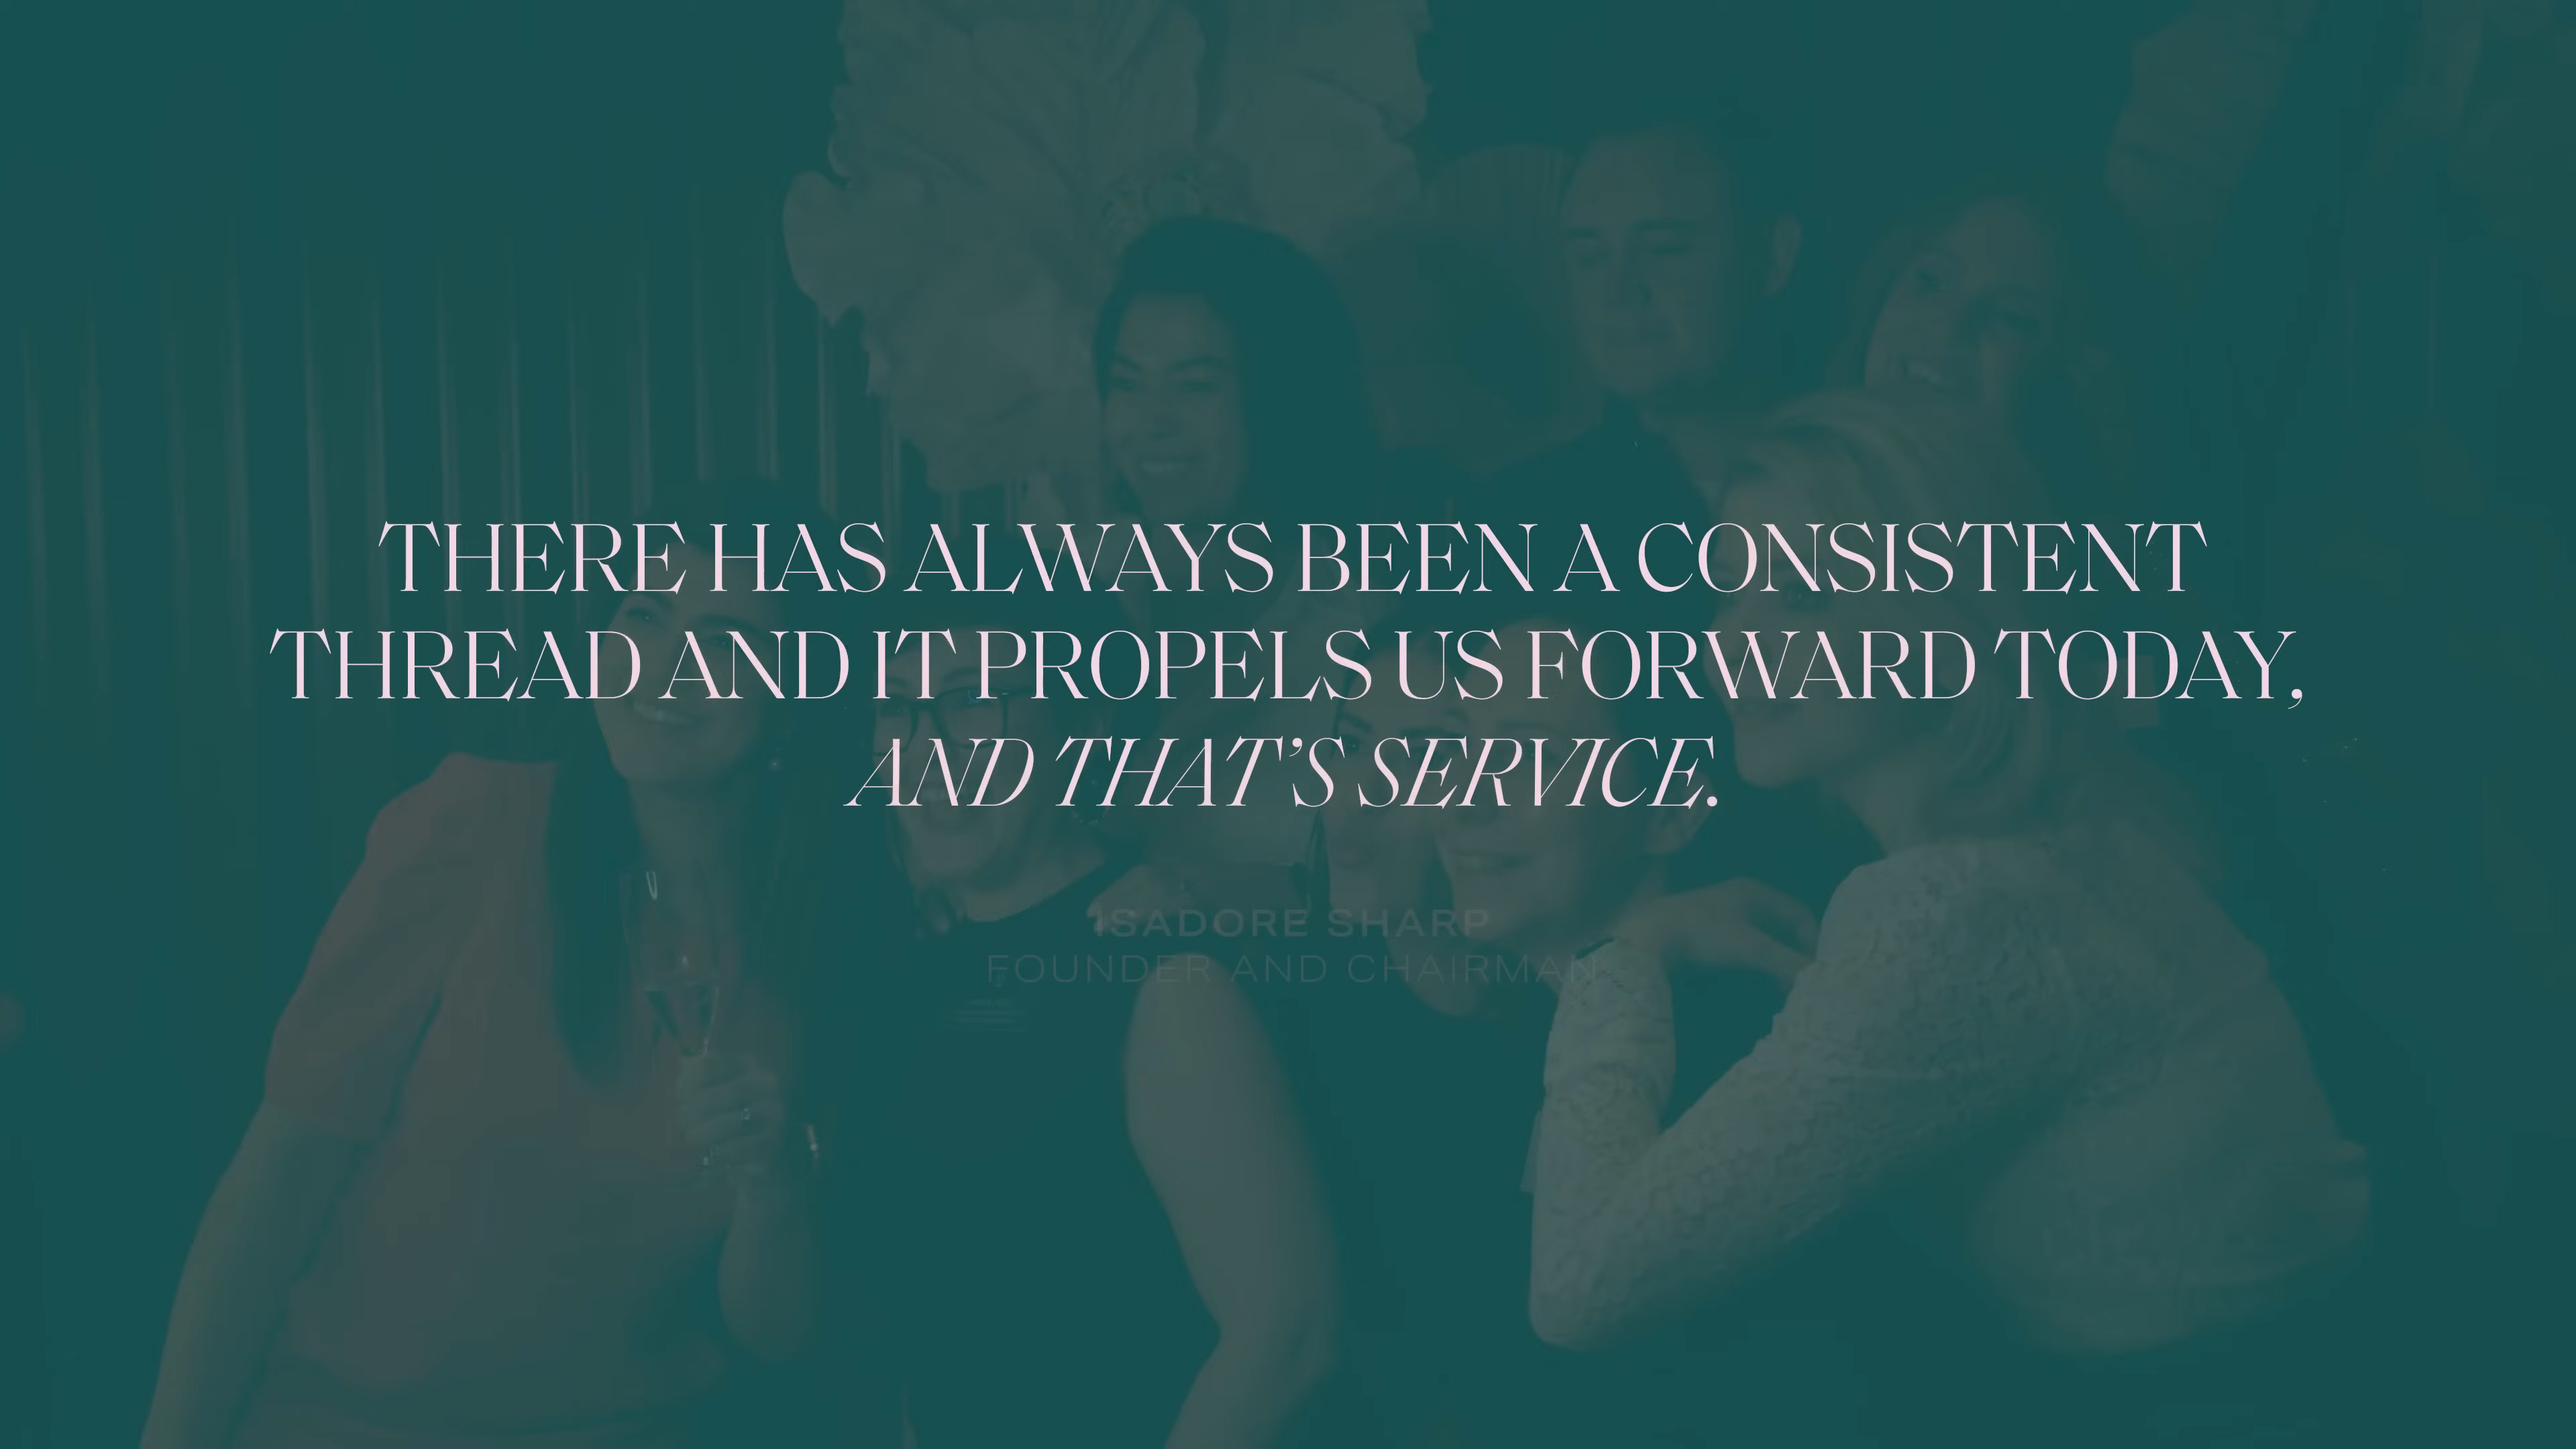 THERE HAS ALWAYS BEEN A CONSISTENT
THREAD AND IT PROPELS US FORWARD TODAY,
AND THAT'S SERVICE.
ISADORE SHARP
FOUNDER AND CHAIRMAN